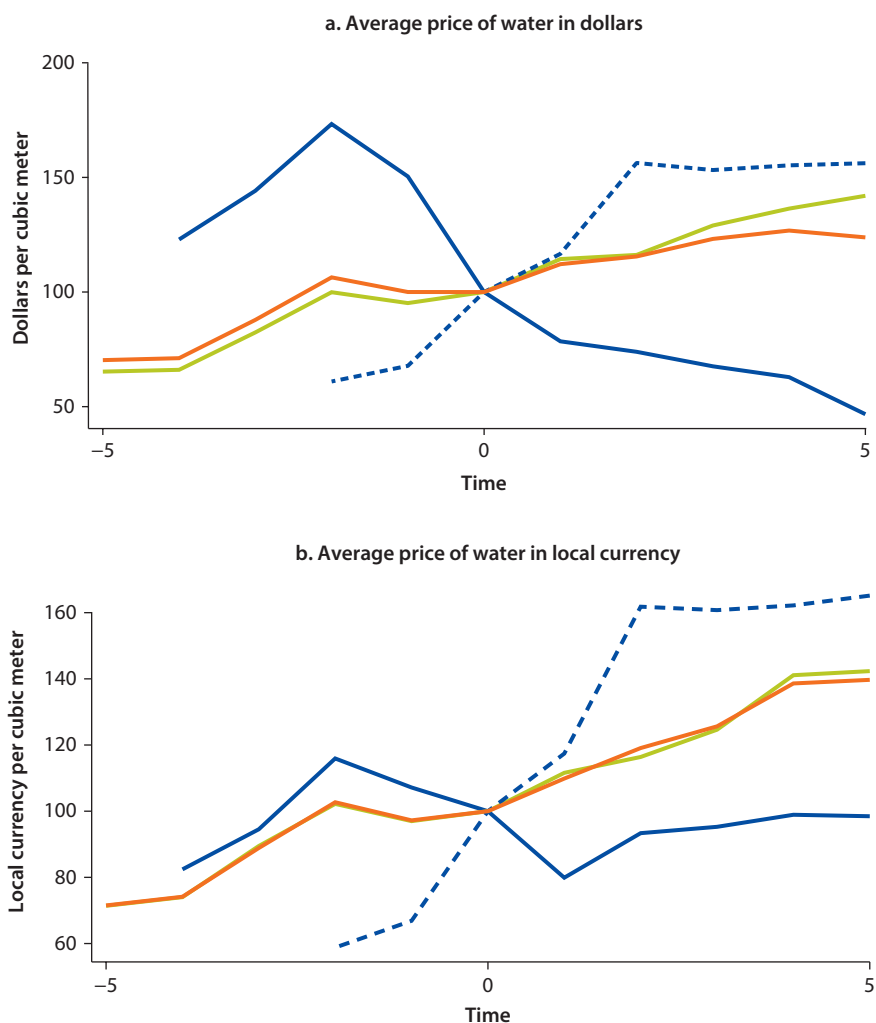 a. Average price of water in dollars
200
150
100
50
Dollars per cubic meter
−5
0
5
Time
b. Average price of water in local currency
160
140
120
100
80
60
Local currency per cubic meter
−5
0
5
Time